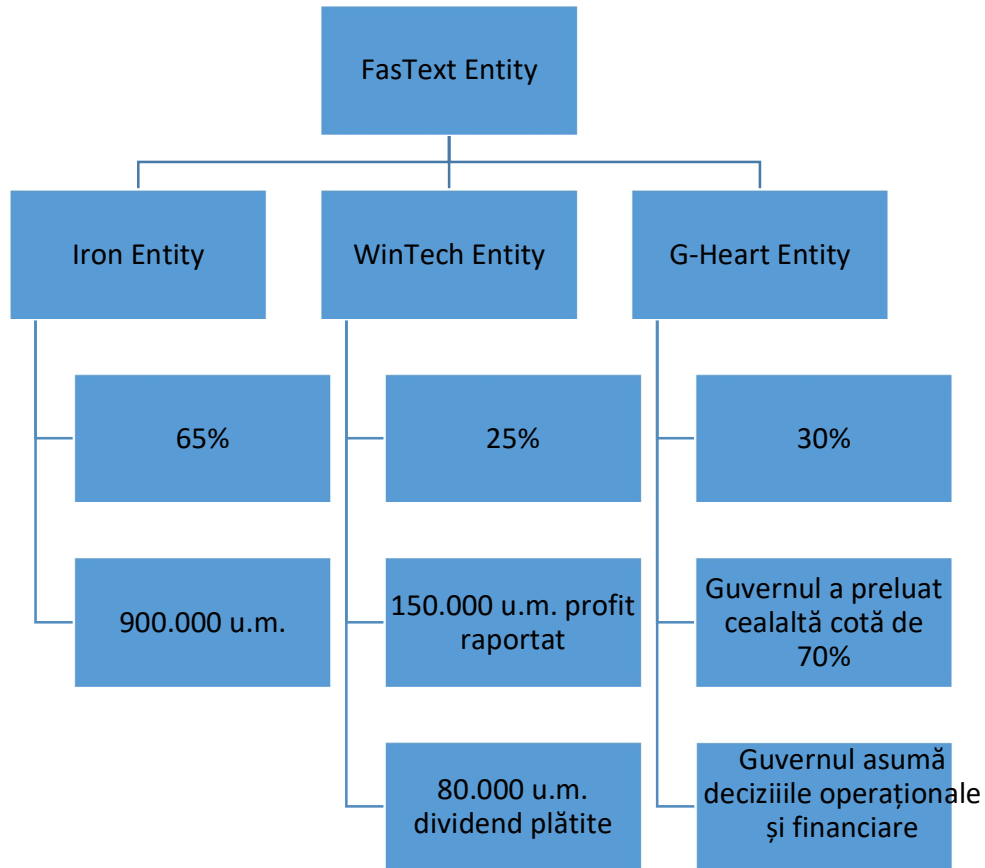 FasText Entity
Iron Entity
WinTech Entity
G-Heart Entity
65%
25%
30%
900.000 u.m.
150.000 u.m. profit
raportat
Guvernul a preluat
cealaltă cotă de
70%
80.000 u.m.
dividend plătite
Guvernul asumă
deciziiile operaționale
și financiare